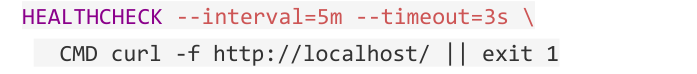 HEALTHCHECK --interval=5m --timeout=3s \
CMD curl -f http://localhost/ || exit 1